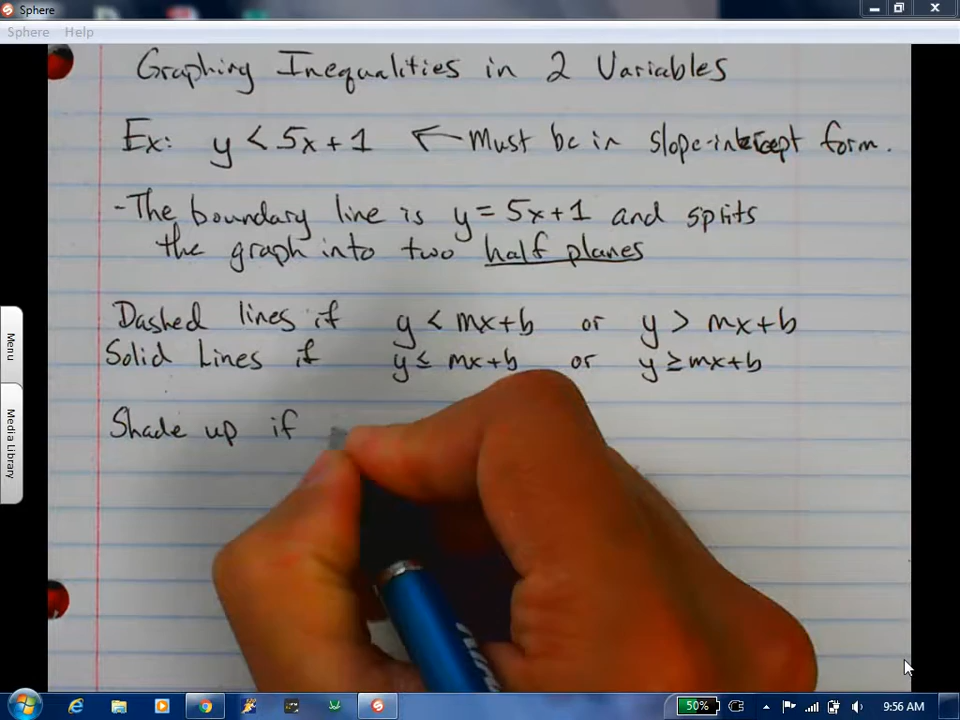 Sphere
Sphere Help
Graphing Inequalities in 2 Variables
Ex: y < 5x+1 ← Must be in slope-intercept form.
-The boundary line is y = 5x+1 and splits
the graph into two half planes
Dashed lines if y < mx+b or y > mx+b
Solid Lines if y ≤ mx+b or y ≥ mx+b
Menu
Media Library
Shade up if
50%
9:56 AM